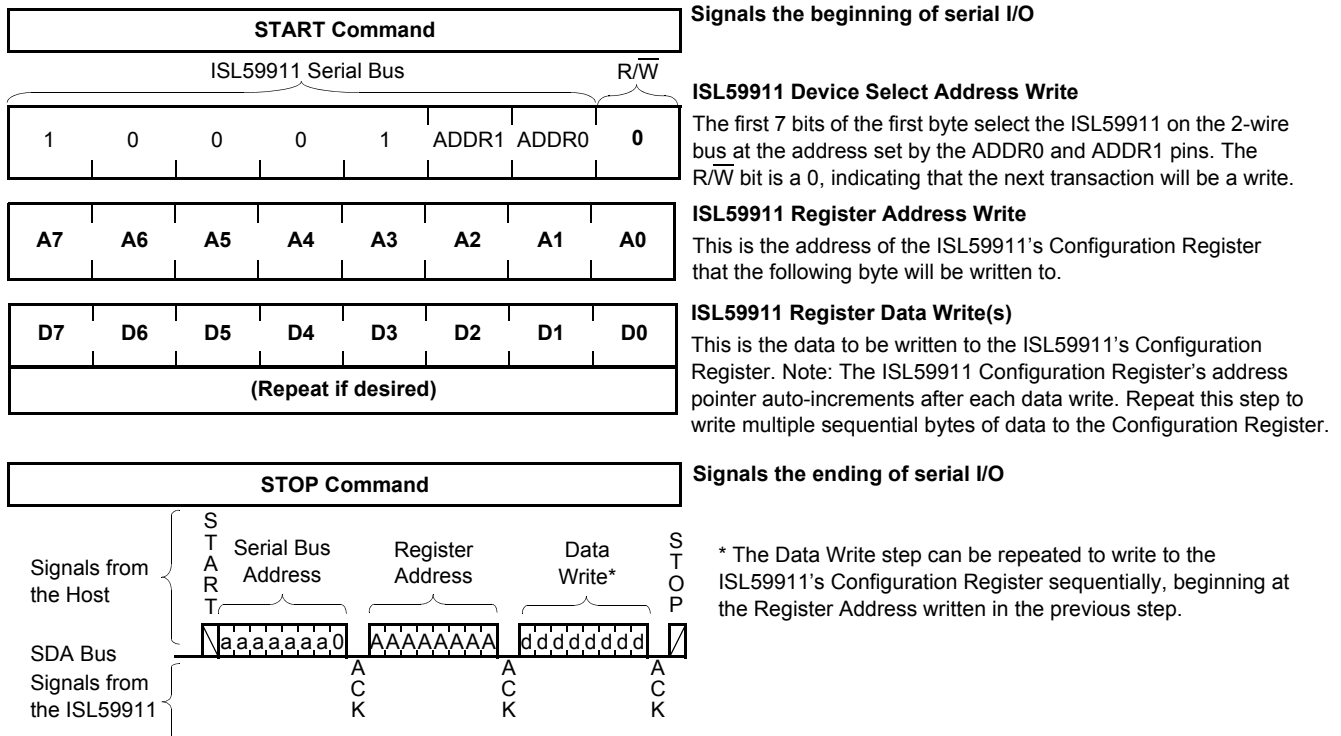 START Command
Signals the beginning of serial I/O
ISL59911 Serial Bus
R/W
1 0 0 0 1 ADDR1 ADDR0 0
ISL59911 Device Select Address Write
The first 7 bits of the first byte select the ISL59911 on the 2-wire
bus at the address set by the ADDR0 and ADDR1 pins. The
R/W bit is a 0, indicating that the next transaction will be a write.
A7 A6 A5 A4 A3 A2 A1 A0
ISL59911 Register Address Write
This is the address of the ISL59911's Configuration Register
that the following byte will be written to.
D7 D6 D5 D4 D3 D2 D1 D0
(Repeat if desired)
ISL59911 Register Data Write(s)
This is the data to be written to the ISL59911's Configuration
Register. Note: The ISL59911 Configuration Register's address
pointer auto-increments after each data write. Repeat this step to
write multiple sequential bytes of data to the Configuration Register.
STOP Command
Signals the ending of serial I/O
Signals from
the Host
START
Serial Bus
Address
Register
Address
Data
Write*
STOP
* The Data Write step can be repeated to write to the
ISL59911's Configuration Register sequentially, beginning at
the Register Address written in the previous step.
SDA Bus
a a a a a a a 0
A A A A A A A A
d d d d d d d d
Signals from
the ISL59911
ACK
ACK
ACK